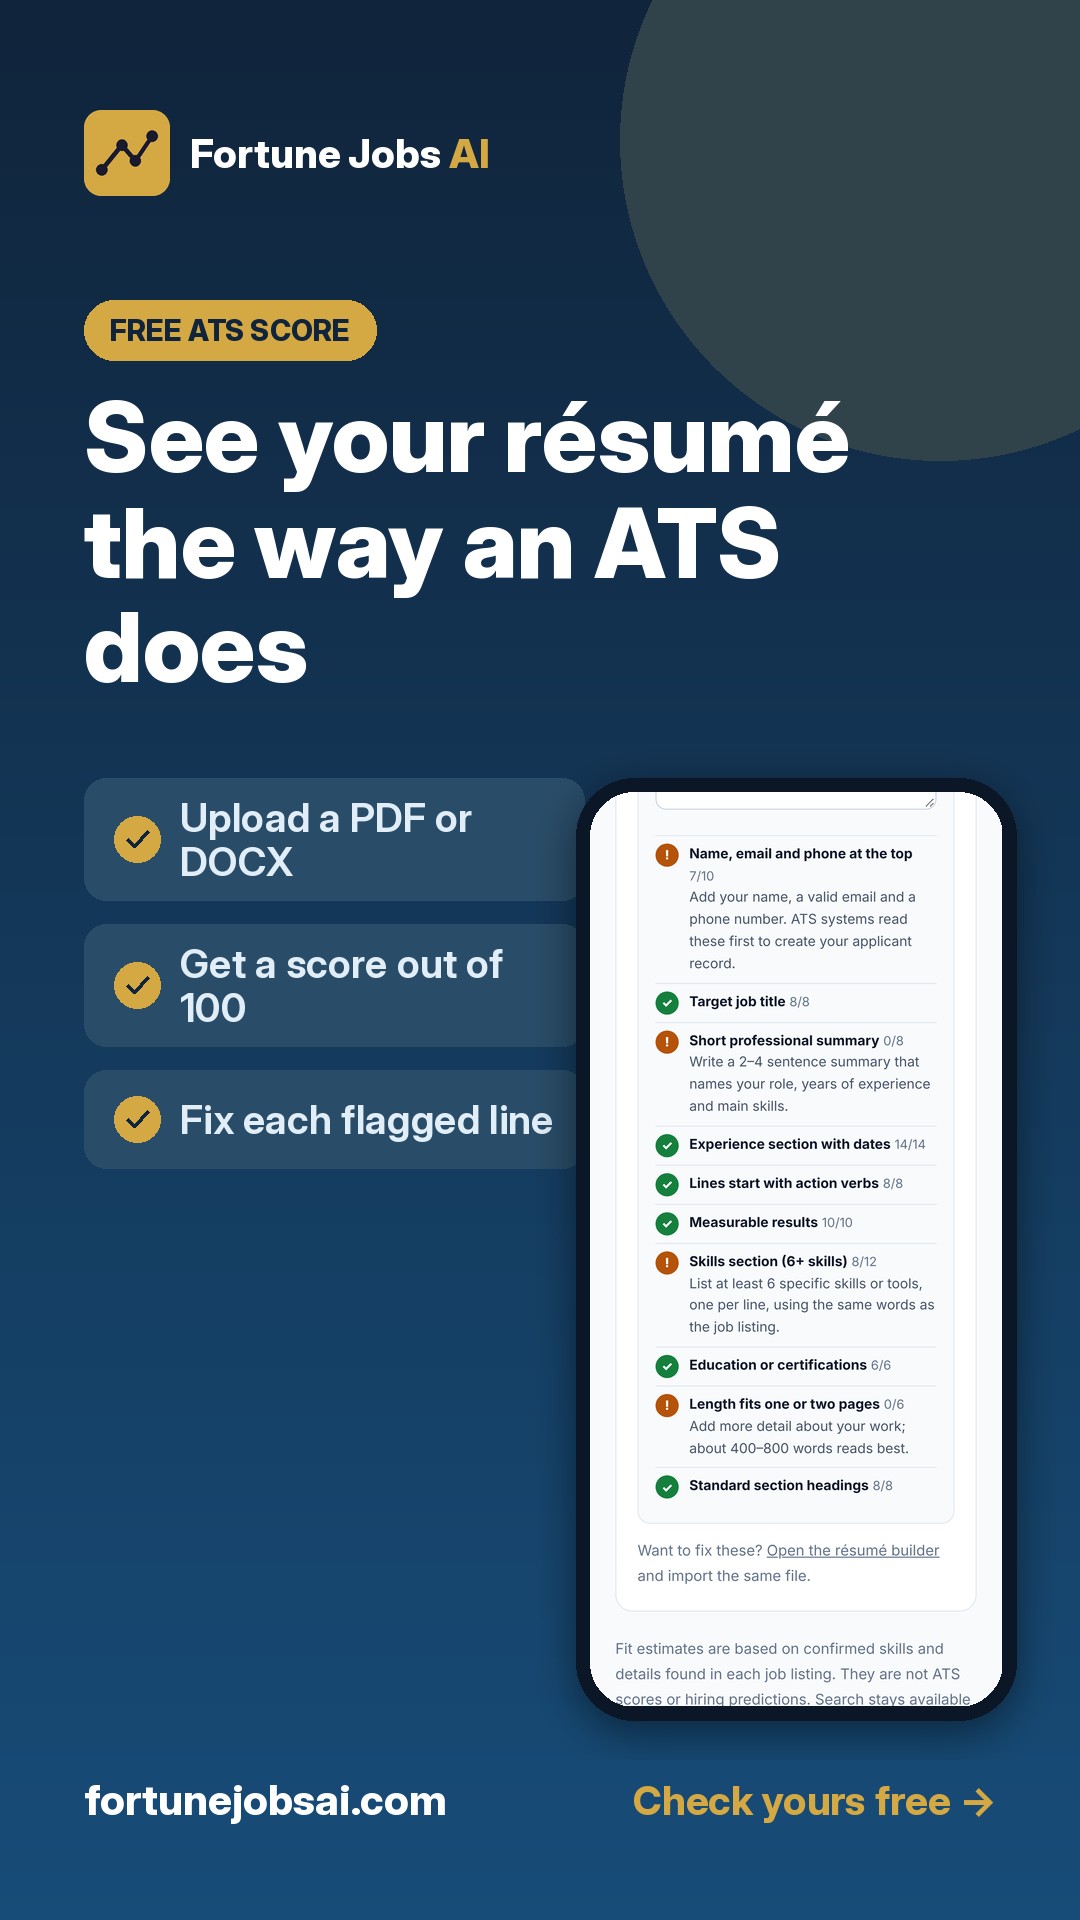 Fortune Jobs AI
FREE ATS SCORE
See your résumé
the way an ATS
does
Upload a PDF or
DOCX
Get a score out of
100
Fix each flagged line
Name, email and phone at the top
7/10
Add your name, a valid email and a
phone number. ATS systems read
these first to create your applicant
record.
Target job title 8/8
Short professional summary 0/8
Write a 2–4 sentence summary that
names your role, years of experience
and main skills.
Experience section with dates 14/14
Lines start with action verbs 8/8
Measurable results 10/10
Skills section (6+ skills) 8/12
List at least 6 specific skills or tools,
one per line, using the same words as
the job listing.
Education or certifications 6/6
Length fits one or two pages 0/6
Add more detail about your work;
about 400–800 words reads best.
Standard section headings 8/8
Want to fix these? Open the résumé builder
and import the same file.
Fit estimates are based on confirmed skills and
details found in each job listing. They are not ATS
scores or hiring predictions. Search stays available
fortunejobsai.com
Check yours free →